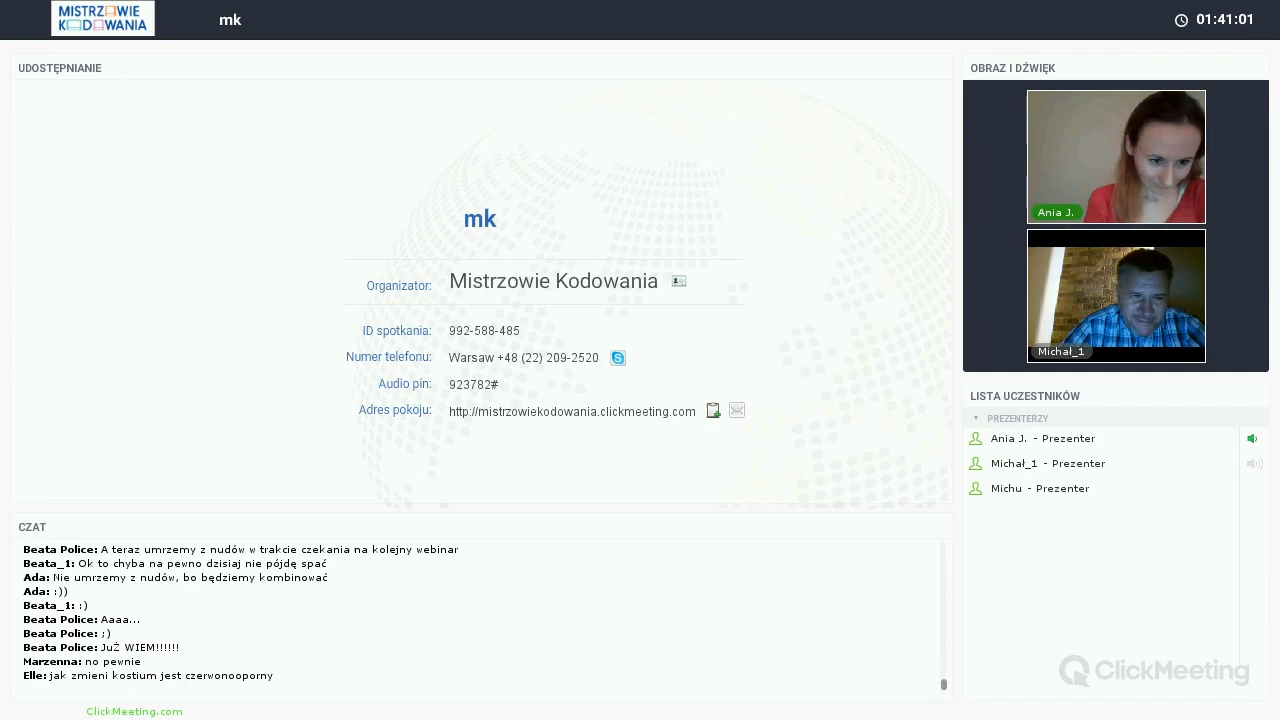 MISTRZOWIE
KODOWANIA
mk
01:41:01
UDOSTĘPNIANIE
mk
Organizator: Mistrzowie Kodowania
ID spotkania: 992-588-485
Numer telefonu: Warsaw +48 (22) 209-2520
Audio pin: 923782#
Adres pokoju: http://mistrzowiekodowania.clickmeeting.com
OBRAZ I DŹWIĘK
Ania J.
Michał_1
LISTA UCZESTNIKÓW
PREZENTERZY
Ania J. - Prezenter
Michał_1 - Prezenter
Michu - Prezenter
CZAT
Beata Police: A teraz umrzemy z nudów w trakcie czekania na kolejny webinar
Beata_1: Ok to chyba na pewno dzisiaj nie pójdę spać
Ada: Nie umrzemy z nudów, bo będziemy kombinować
Ada: :))
Beata_1: :)
Beata Police: Aaaa...
Beata Police: ;)
Beata Police: JuŻ WIEM!!!!!!
Marzenna: no pewnie
Elle: jak zmieni kostium jest czerwonooporny
ClickMeeting
ClickMeeting.com